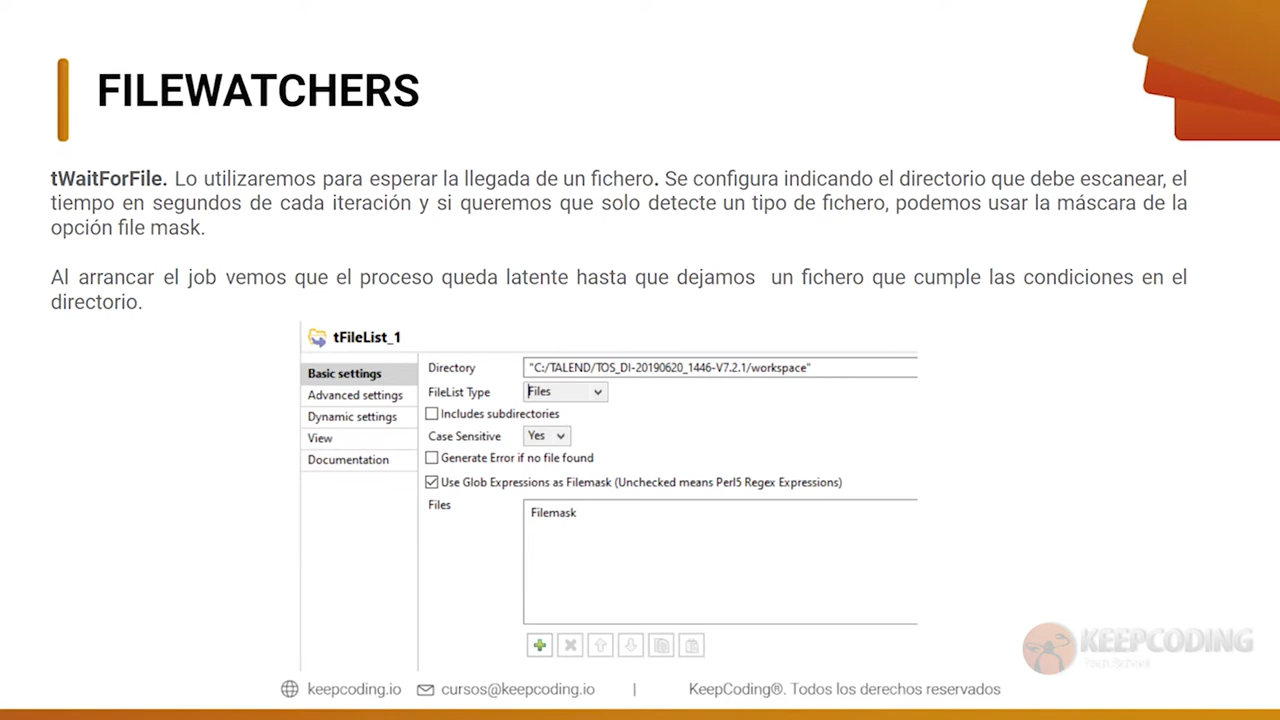 FILEWATCHERS
tWaitForFile. Lo utilizaremos para esperar la llegada de un fichero. Se configura indicando el directorio que debe escanear, el
tiempo en segundos de cada iteración y si queremos que solo detecte un tipo de fichero, podemos usar la máscara de la
opción file mask.
Al arrancar el job vemos que el proceso queda latente hasta que dejamos un fichero que cumple las condiciones en el
directorio.
tFileList_1
Basic settings
Advanced settings
Dynamic settings
View
Documentation
Directory "C:/TALEND/TOS_DI-20190620_1446-V7.2.1/workspace"
FileList Type Files
Includes subdirectories
Case Sensitive Yes
Generate Error if no file found
Use Glob Expressions as Filemask (Unchecked means Perl5 Regex Expressions)
Files
Filemask
KEEPCODING
Tech School
keepcoding.io cursos@keepcoding.io | KeepCoding®. Todos los derechos reservados